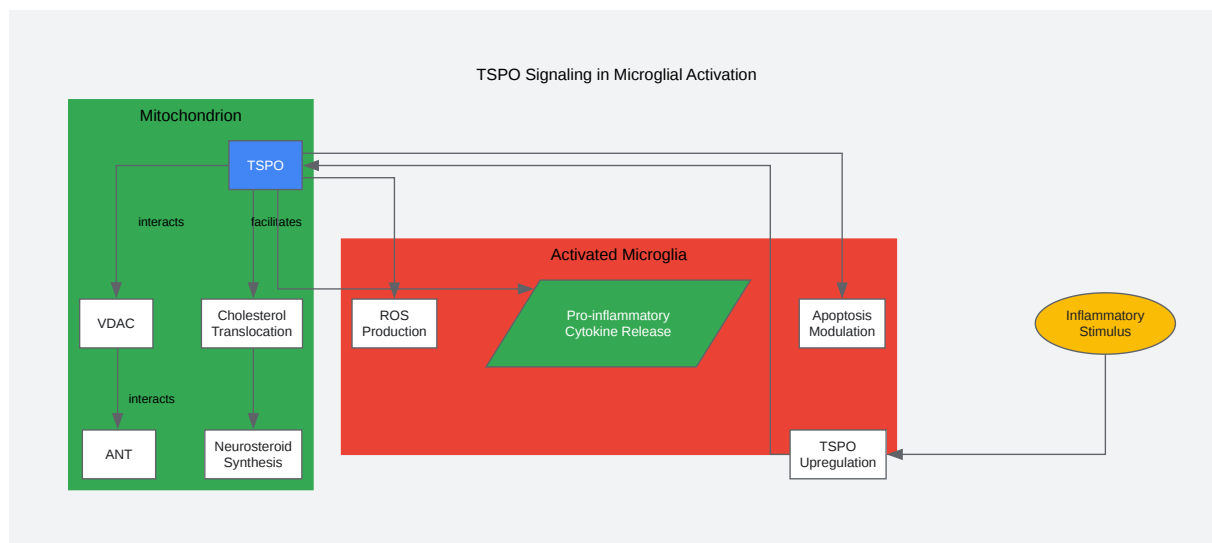 TSPO Signaling in Microglial Activation
Mitochondrion
TSPO
interacts
facilitates
Activated Microglia
VDAC
Cholesterol
Translocation
ROS
Production
Pro-inflammatory
Cytokine Release
Apoptosis
Modulation
Inflammatory
Stimulus
interacts
ANT
Neurosteroid
Synthesis
TSPO
Upregulation